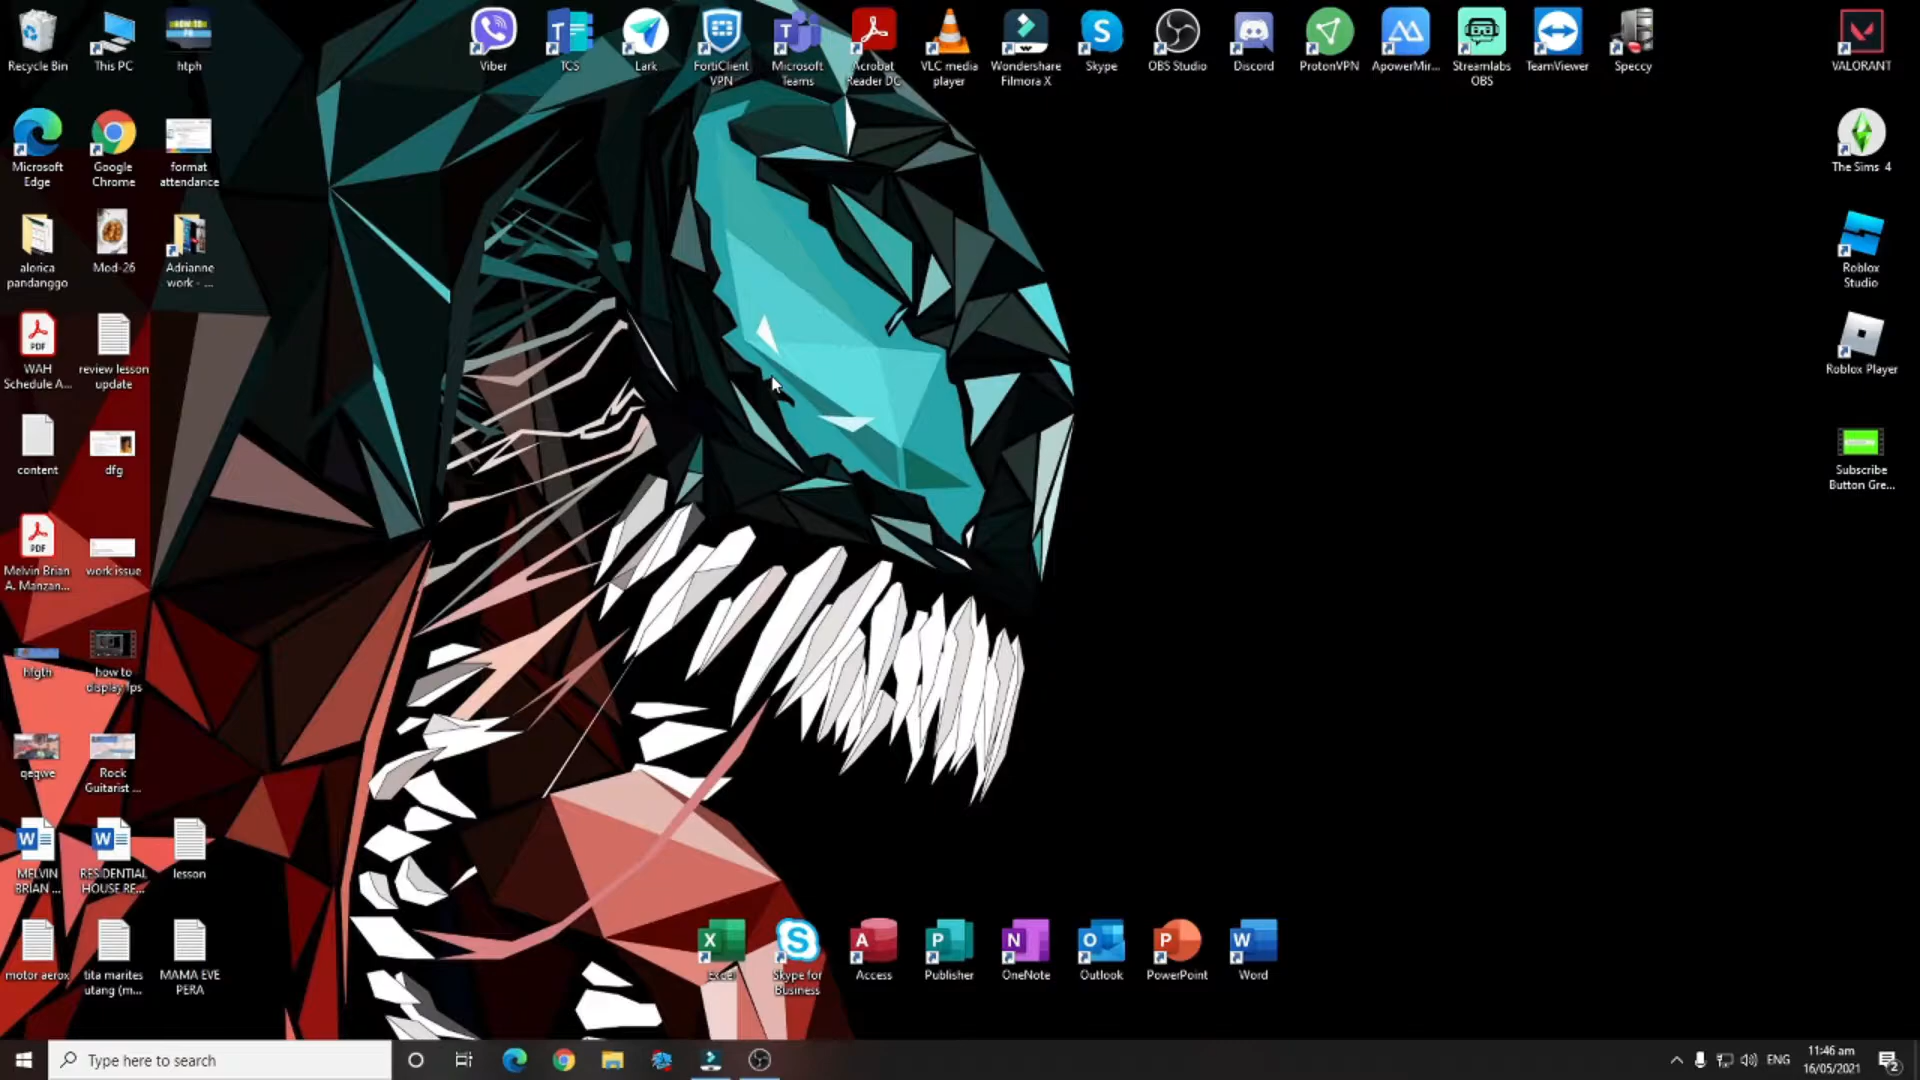 Recycle Bin
This PC
htph
Viber
TCS
Lark
FortiClient
VPN
Microsoft
Teams
Acrobat
Reader DC
VLC media
player
Wondershare
Filmora X
Skype
OBS Studio
Discord
ProtonVPN
ApowerMir...
Streamlabs
OBS
TeamViewer
Speccy
VALORANT
Microsoft
Edge
Google
Chrome
format
attendance
The Sims 4
alorica
pandanggo
Mod-26
Adrianne
work - ...
Roblox
Studio
PDF
WAH
Schedule A...
review lesson
update
Roblox Player
content
dfg
Subscribe
Button Gre...
PDF
Melvin Brian
A. Manzan...
work issue
hfgth
how to
display fps
qegwe
Rock
Guitarist ...
MELVIN
BRIAN ...
RESIDENTIAL
HOUSE RE...
lesson
motor aerox
tita marites
utang (m...
MAMA EVE
PERA
Excel
Skype for
Business
Access
Publisher
OneNote
Outlook
PowerPoint
Word
Type here to search
ENG
11:46 am
16/05/2021
2